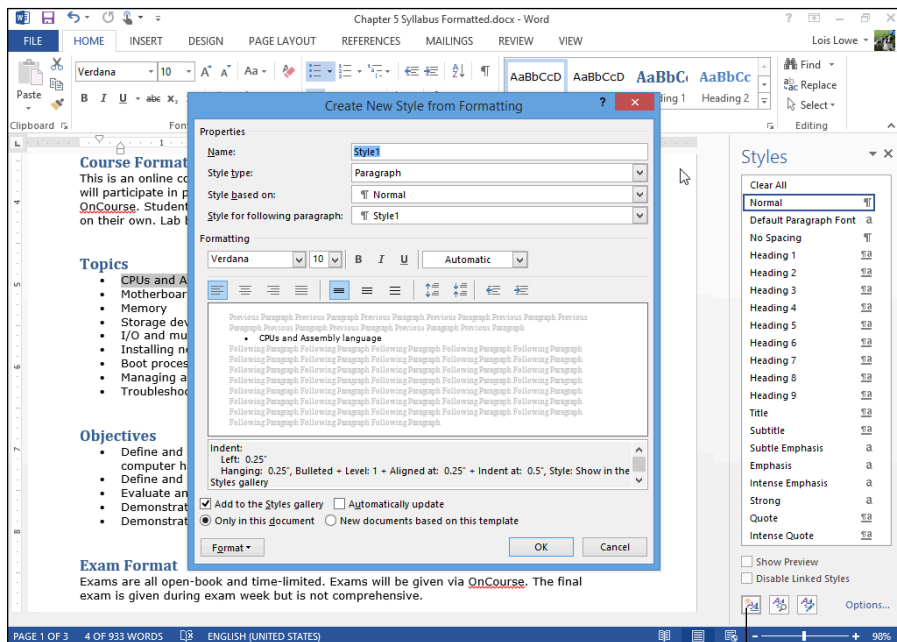 Chapter 5 Syllabus Formatted.docx - Word
FILE HOME INSERT DESIGN PAGE LAYOUT REFERENCES MAILINGS REVIEW VIEW Lois Lowe
Paste
Verdana 10 A A Aa
B I U abc X₂
Find
Replace
Select
AaBbCcD AaBbCcD AaBbC AaBbCc
ding 1 Heading 2
Clipboard Fon Editing
Create New Style from Formatting ?
Properties
Name: Style1
Style type: Paragraph
Style based on: ¶ Normal
Style for following paragraph: ¶ Style1
Formatting
Verdana 10 B I U Automatic
Previous Paragraph Previous Paragraph Previous Paragraph Previous Paragraph Previous Paragraph Previous
Paragraph Previous Paragraph Previous Paragraph Previous Paragraph Previous Paragraph
• CPUs and Assembly language
Following Paragraph Following Paragraph Following Paragraph Following Paragraph Following Paragraph
Following Paragraph Following Paragraph Following Paragraph Following Paragraph Following Paragraph
Following Paragraph Following Paragraph Following Paragraph Following Paragraph Following Paragraph
Following Paragraph Following Paragraph Following Paragraph Following Paragraph Following Paragraph
Following Paragraph Following Paragraph Following Paragraph Following Paragraph Following Paragraph
Following Paragraph Following Paragraph Following Paragraph Following Paragraph Following Paragraph
Following Paragraph Following Paragraph Following Paragraph
Indent:
Left: 0.25"
Hanging: 0.25", Bulleted + Level: 1 + Aligned at: 0.25" + Indent at: 0.5", Style: Show in the
Styles gallery
Add to the Styles gallery Automatically update
Only in this document New documents based on this template
Format OK Cancel
Course Format
This is an online co
will participate in p
OnCourse. Student
on their own. Lab b
Topics
• CPUs and A
• Motherboar
• Memory
• Storage dev
• I/O and mu
• Installing ne
• Boot proces
• Managing a
• Troubleshoo
Objectives
• Define and
computer h
• Define and
• Evaluate an
• Demonstrat
• Demonstrat
Exam Format
Exams are all open-book and time-limited. Exams will be given via OnCourse. The final
exam is given during exam week but is not comprehensive.
Styles
Clear All
Normal ¶
Default Paragraph Font a
No Spacing ¶
Heading 1 ¶a
Heading 2 ¶a
Heading 3 ¶a
Heading 4 ¶a
Heading 5 ¶a
Heading 6 ¶a
Heading 7 ¶a
Heading 8 ¶a
Heading 9 ¶a
Title ¶a
Subtitle ¶a
Subtle Emphasis a
Emphasis a
Intense Emphasis a
Strong a
Quote ¶a
Intense Quote ¶a
Show Preview
Disable Linked Styles
Options...
PAGE 1 OF 3 4 OF 933 WORDS ENGLISH (UNITED STATES) 98%